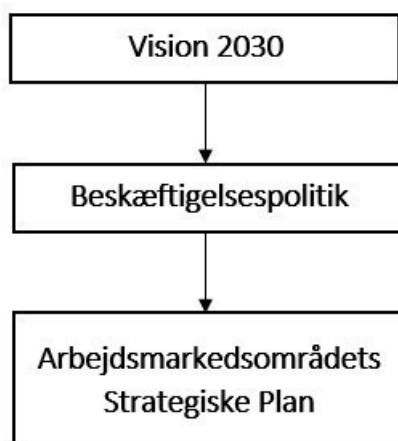 Vision 2030
Beskæftigelsespolitik
Arbejdsmarkedsområdets
Strategiske Plan